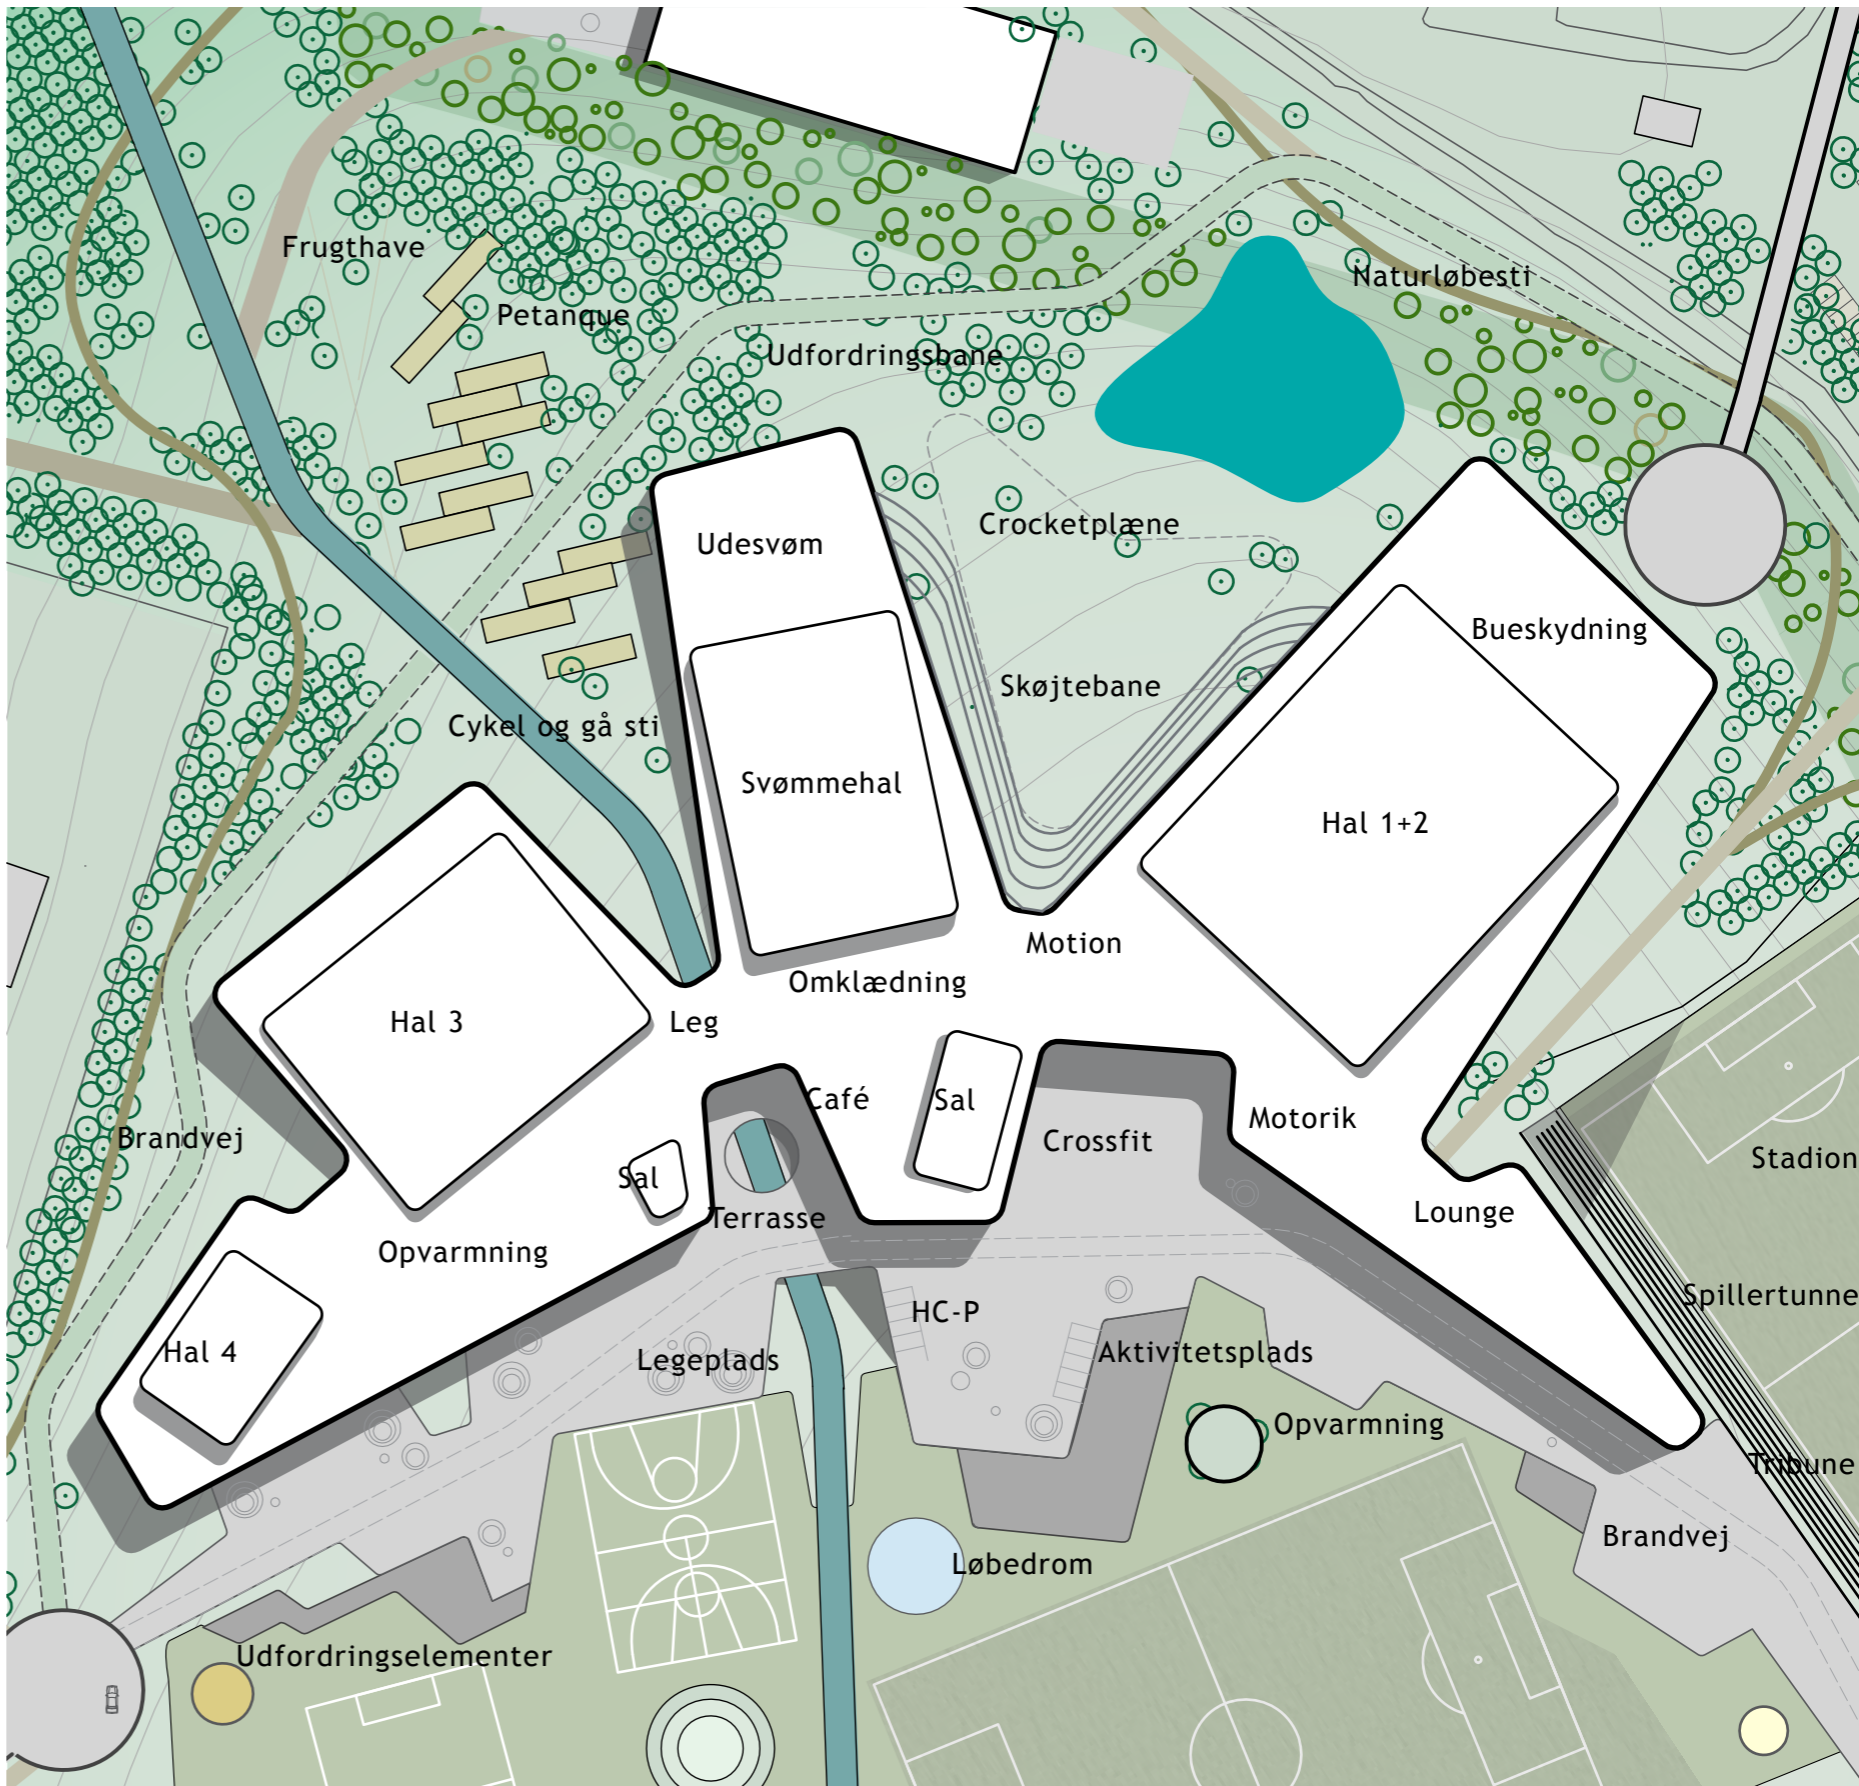 Frugthave
Naturløbesti
Petanque
Udfordringsbane
Crocketplæne
Udesvøm
Bueskydning
Skøjtebane
Cykel og gå sti
Svømmehal
Hal 1+2
Motion
Omklædning
Hal 3
Leg
Café
Sal
Motorik
Brandvej
Crossfit
Stadion
Sal
Terrasse
Lounge
Opvarmning
Spillertunne
HC-P
Hal 4
Legeplads
Aktivitetsplads
Opvarmning
Tribune
Brandvej
Løbedrom
Udfordringselementer